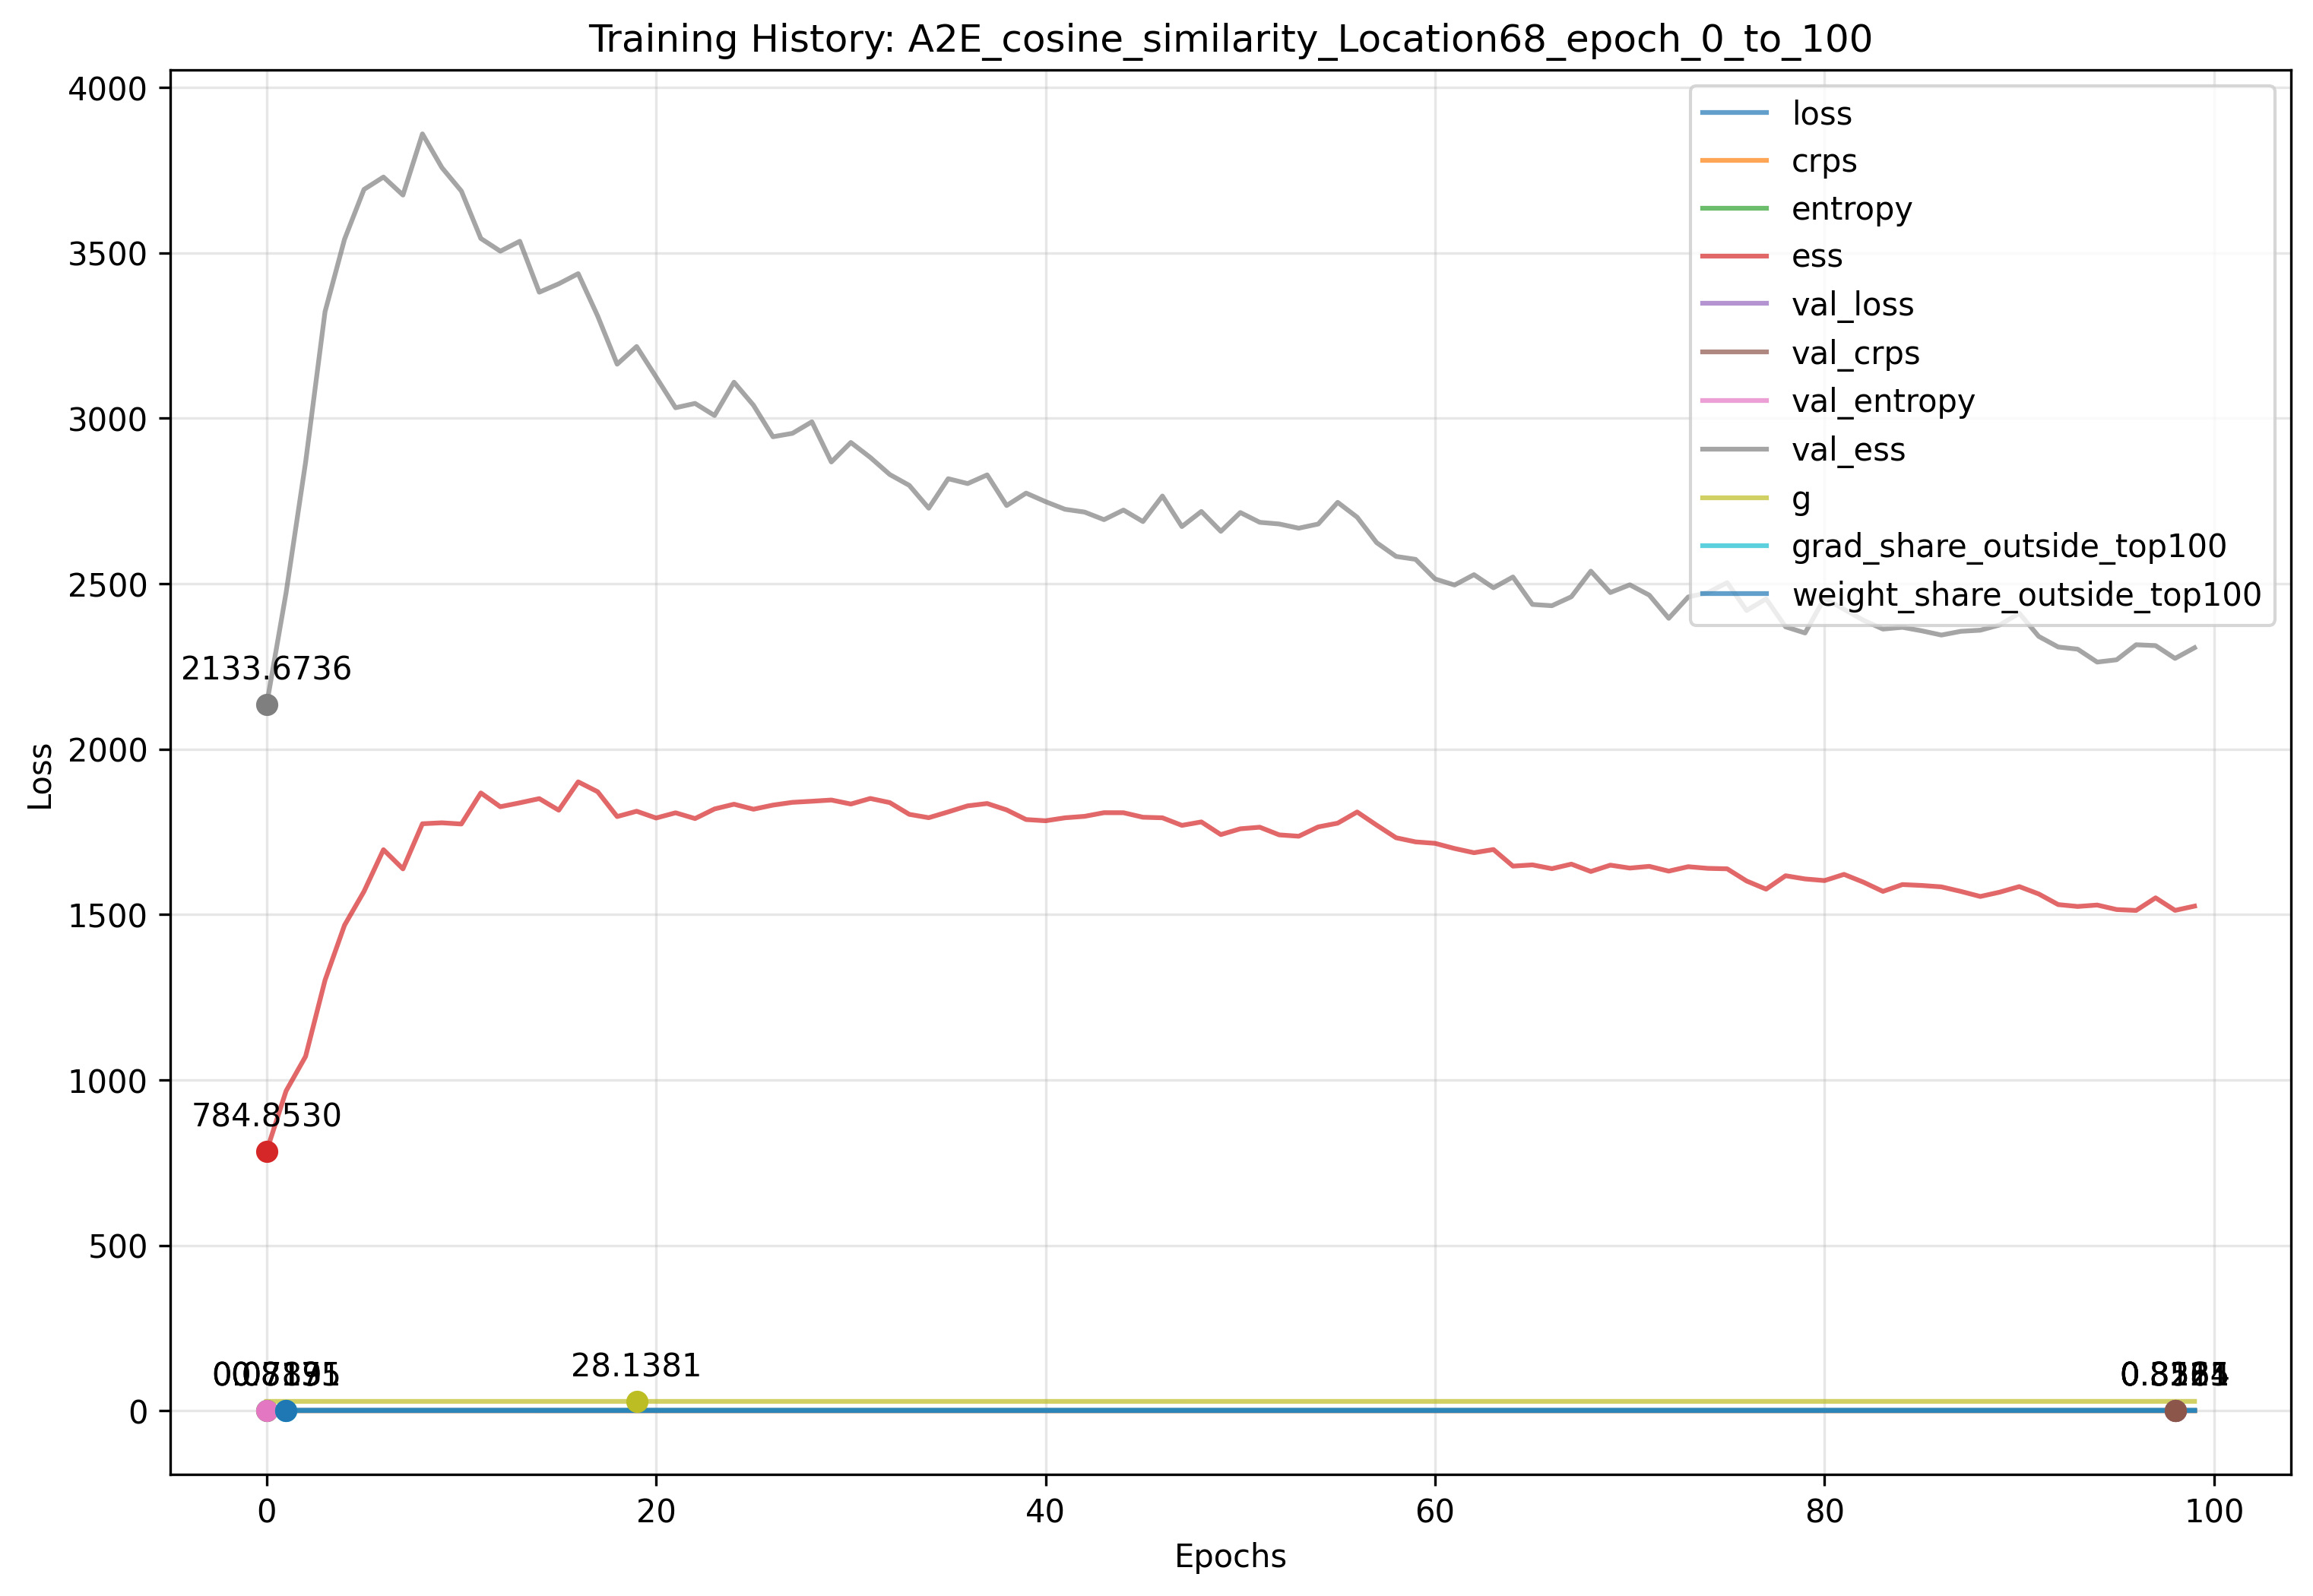 Training History: A2E_cosine_similarity_Location68_epoch_0_to_100
4000
3500
3000
2500
2000
1500
1000
500
0
Loss
loss
crps
entropy
ess
val_loss
val_crps
val_entropy
val_ess
g
grad_share_outside_top100
weight_share_outside_top100
2133.6736
784.8530
28.1381
0
20
40
60
80
100
Epochs